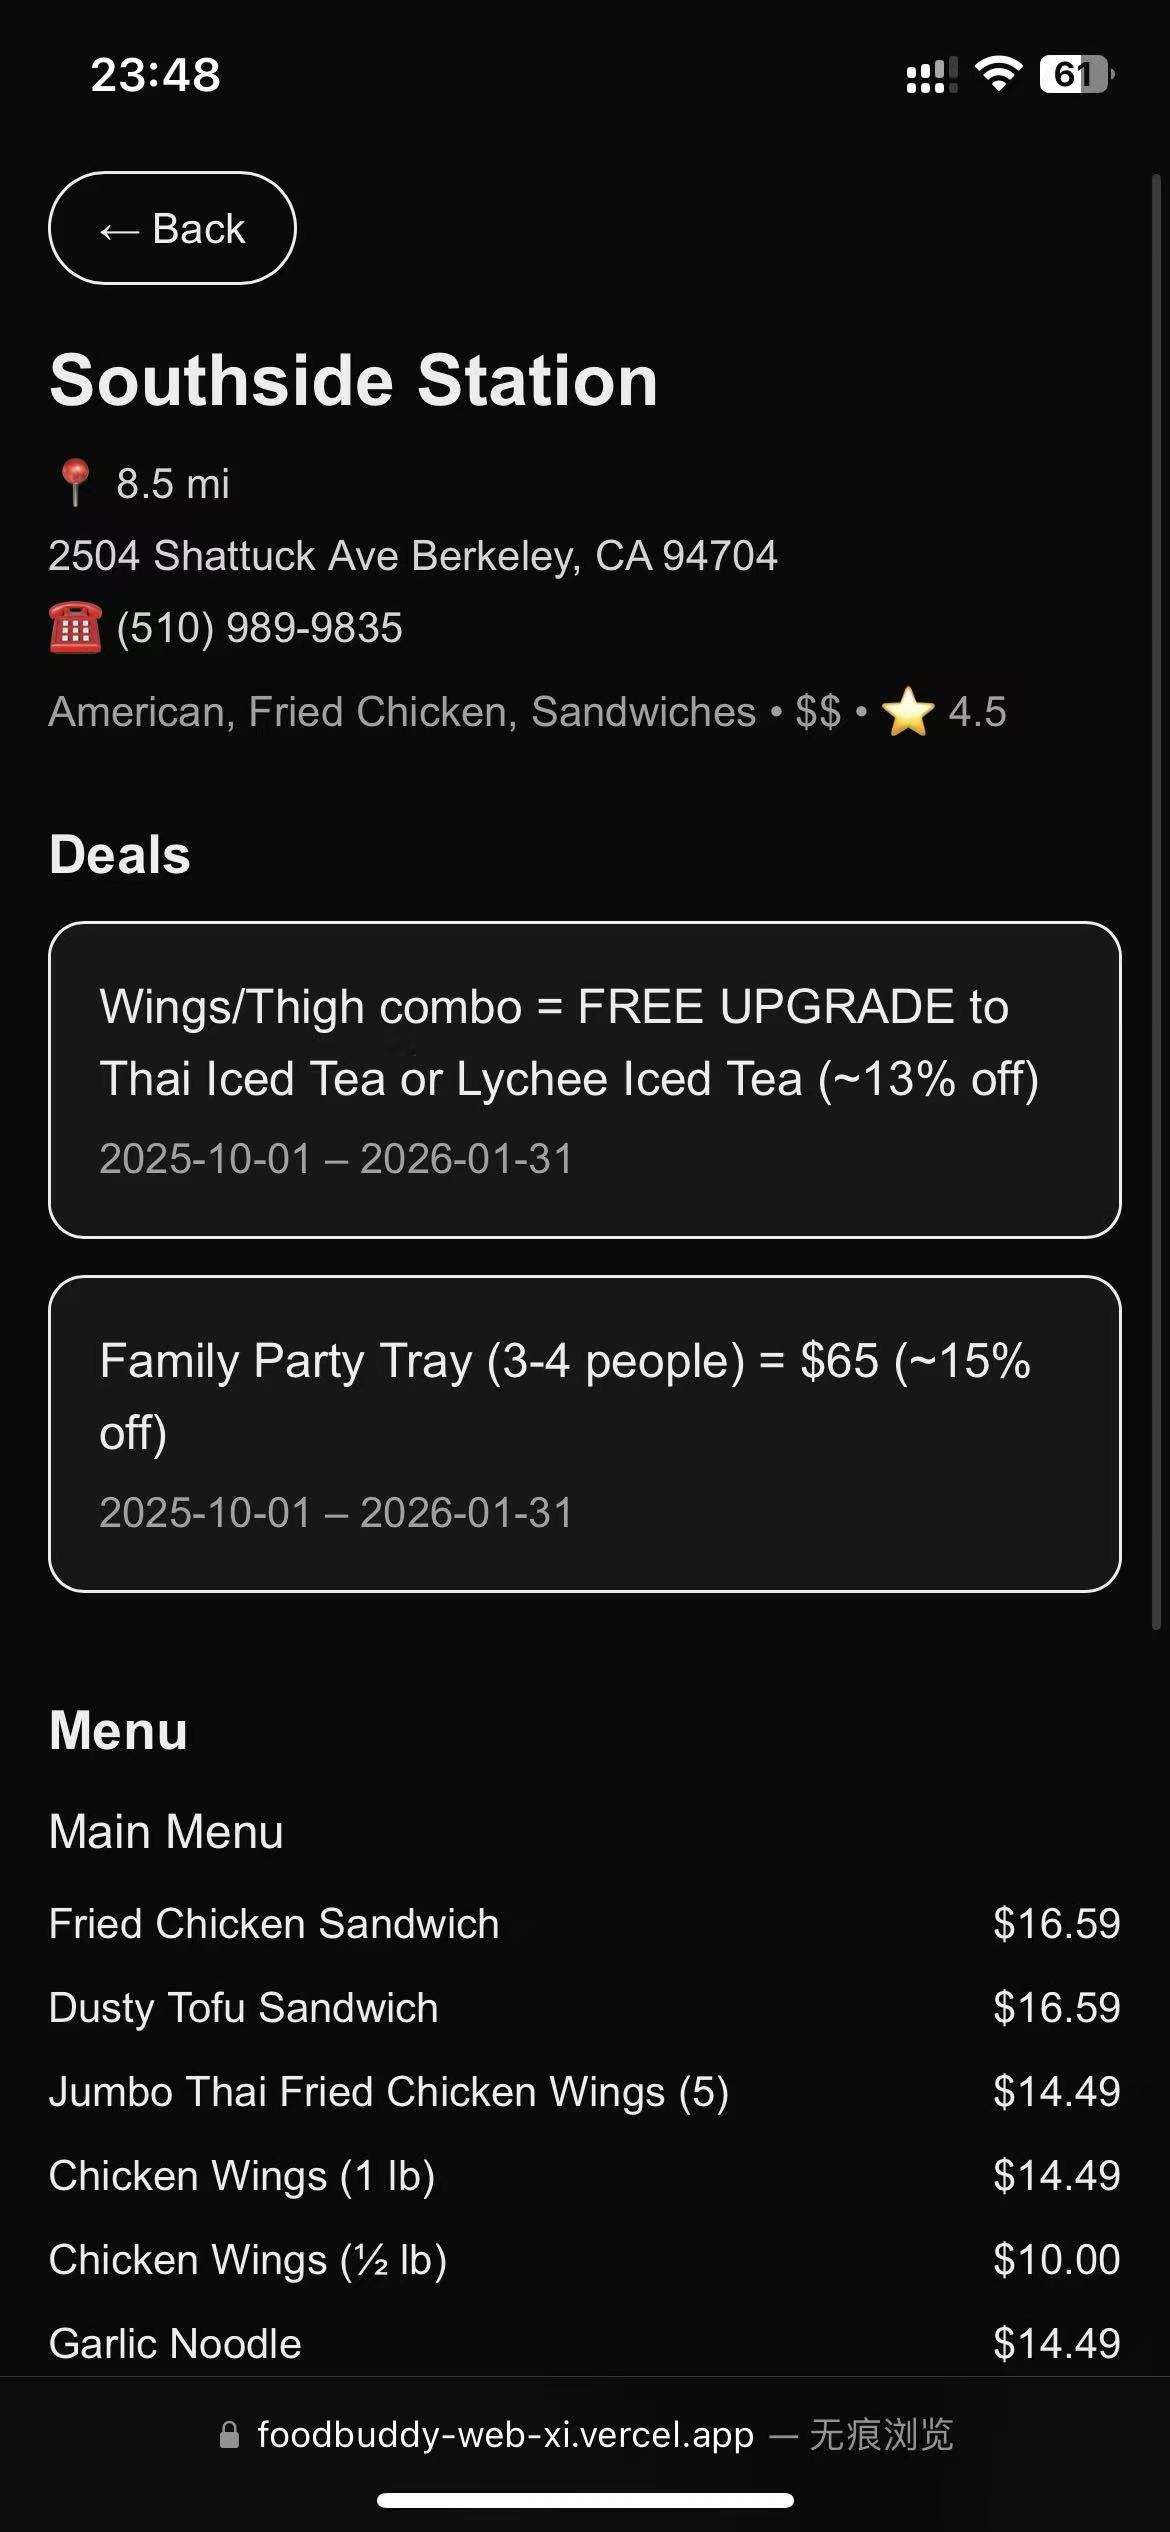 23:48
61
← Back
Southside Station
📍 8.5 mi
2504 Shattuck Ave Berkeley, CA 94704
☎️ (510) 989-9835
American, Fried Chicken, Sandwiches • $$ • ⭐ 4.5
Deals
Wings/Thigh combo = FREE UPGRADE to
Thai Iced Tea or Lychee Iced Tea (~13% off)
2025-10-01 – 2026-01-31
Family Party Tray (3-4 people) = $65 (~15%
off)
2025-10-01 – 2026-01-31
Menu
Main Menu
Fried Chicken Sandwich $16.59
Dusty Tofu Sandwich $16.59
Jumbo Thai Fried Chicken Wings (5) $14.49
Chicken Wings (1 lb) $14.49
Chicken Wings (½ lb) $10.00
Garlic Noodle $14.49
foodbuddy-web-xi.vercel.app — 无痕浏览